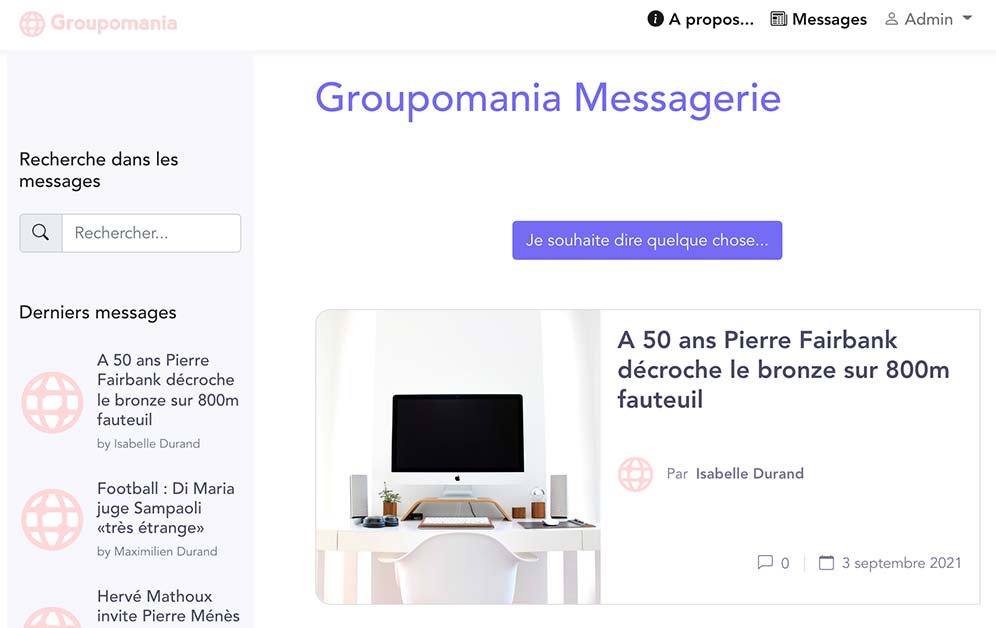 Groupomania
A propos...
Messages
Admin
Recherche dans les
messages
Rechercher...
Derniers messages
A 50 ans Pierre
Fairbank décroche
le bronze sur 800m
fauteuil
by Isabelle Durand
Football : Di Maria
juge Sampaoli
«très étrange»
by Maximilien Durand
Hervé Mathoux
invite Pierre Ménès
Groupomania Messagerie
Je souhaite dire quelque chose...
A 50 ans Pierre Fairbank
décroche le bronze sur 800m
fauteuil
Par Isabelle Durand
0
3 septembre 2021